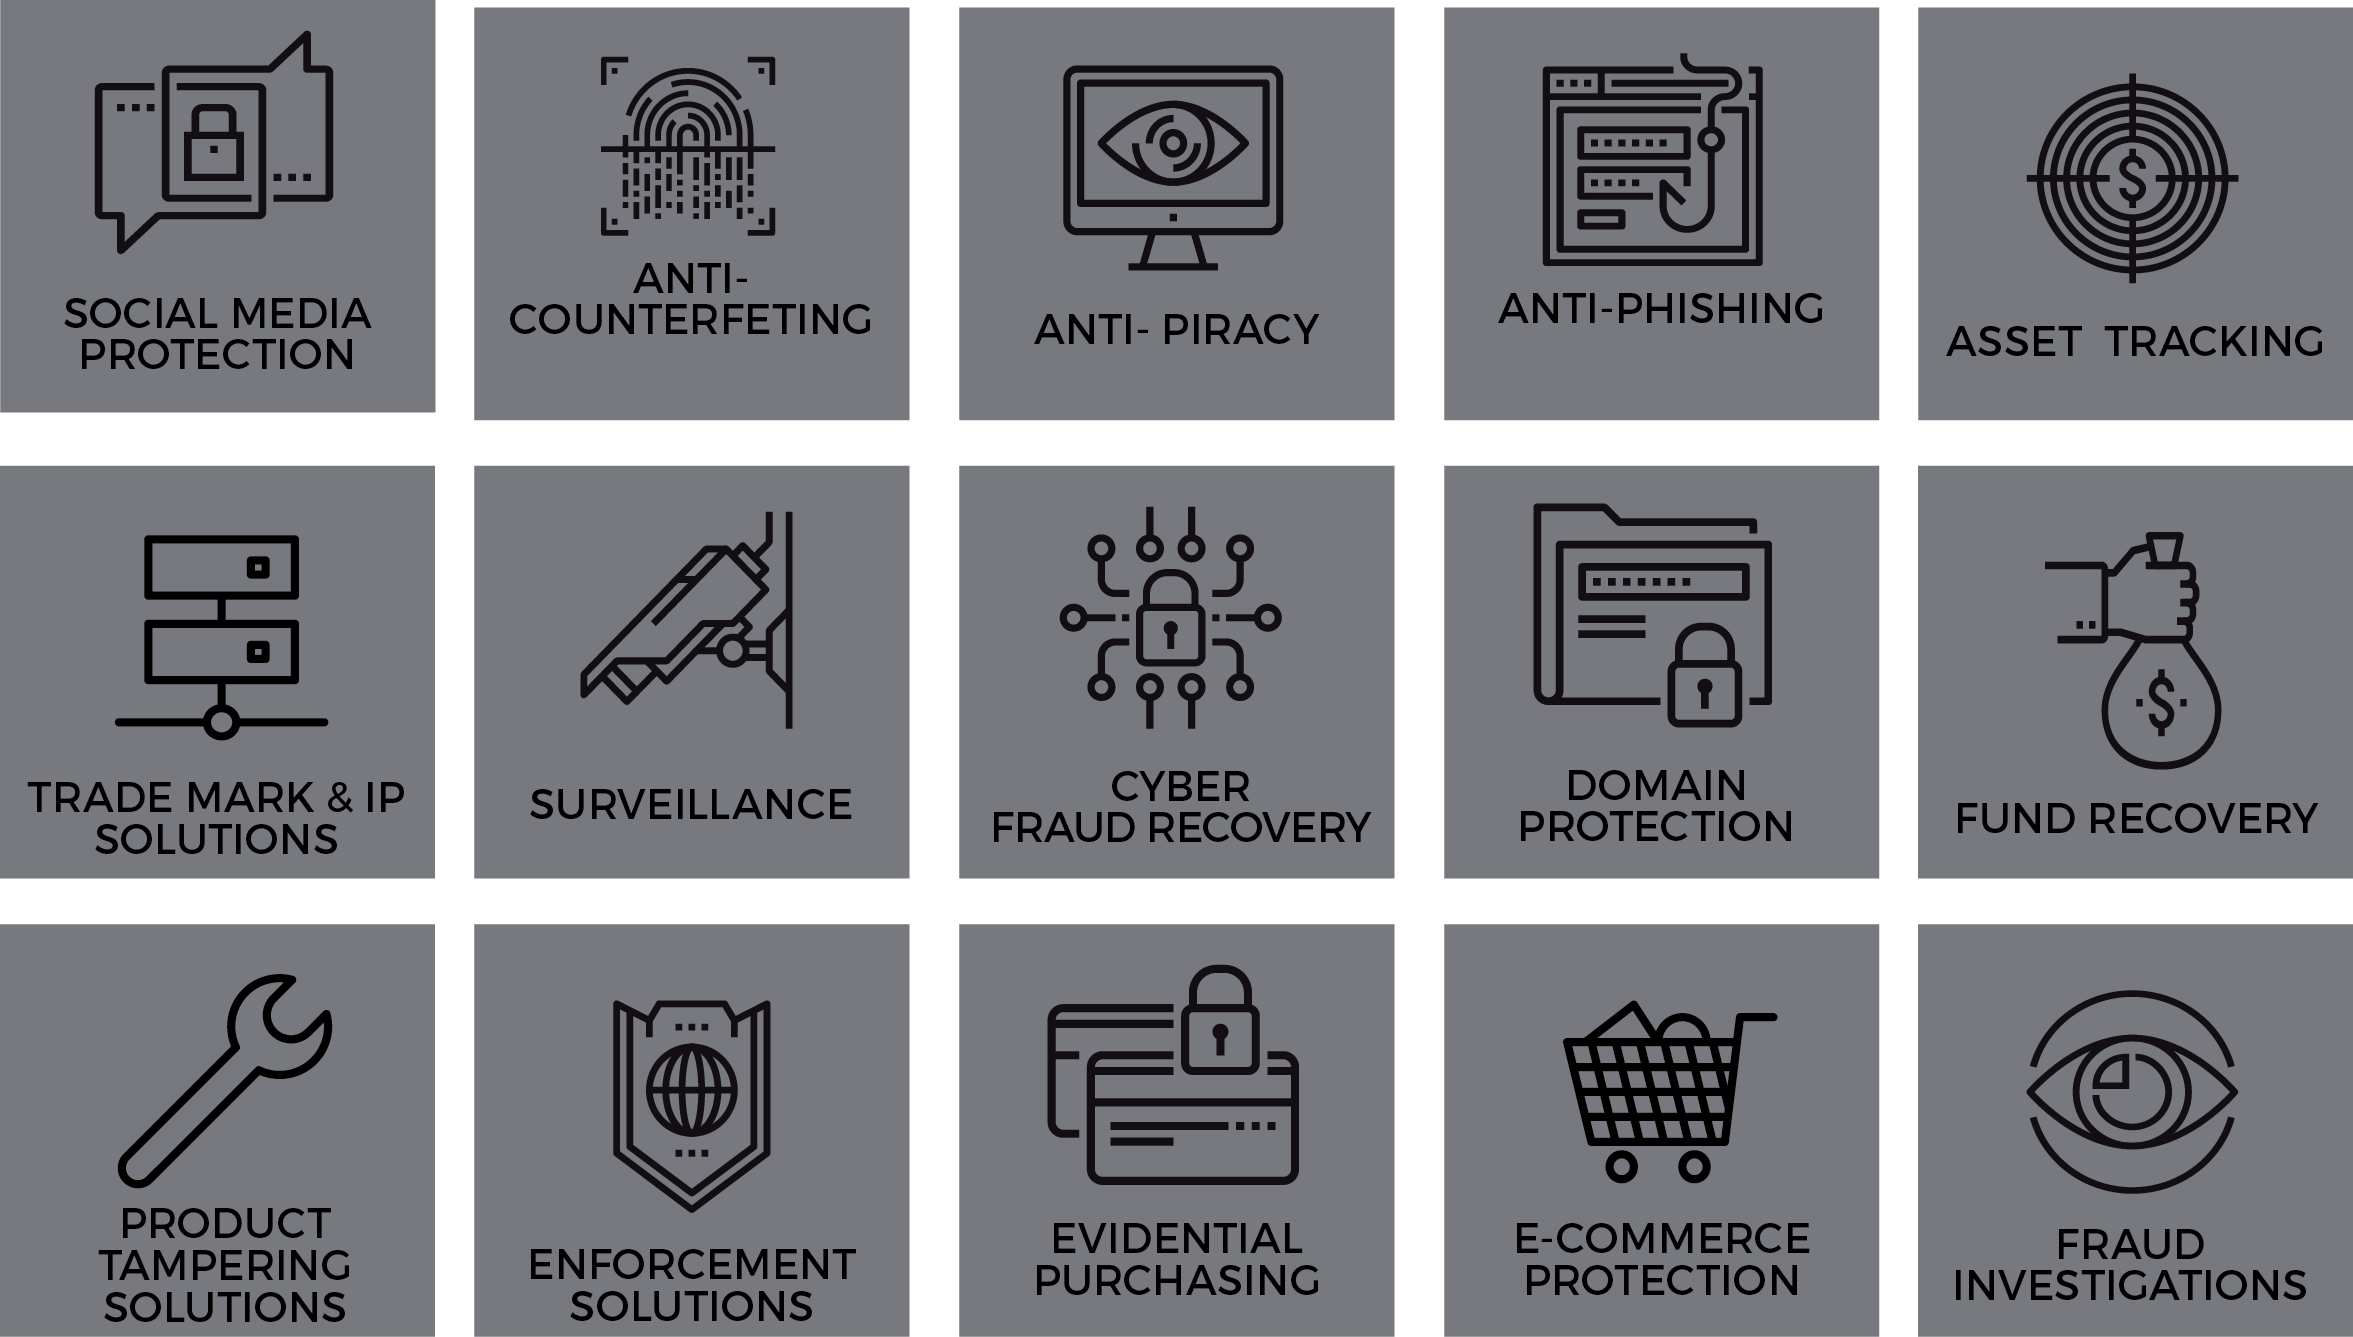 SOCIAL MEDIA
PROTECTION
ANTI-
COUNTERFETING
ANTI- PIRACY
ANTI-PHISHING
ASSET TRACKING
TRADE MARK & IP
SOLUTIONS
SURVEILLANCE
CYBER
FRAUD RECOVERY
DOMAIN
PROTECTION
FUND RECOVERY
PRODUCT
TAMPERING
SOLUTIONS
ENFORCEMENT
SOLUTIONS
EVIDENTIAL
PURCHASING
E-COMMERCE
PROTECTION
FRAUD
INVESTIGATIONS